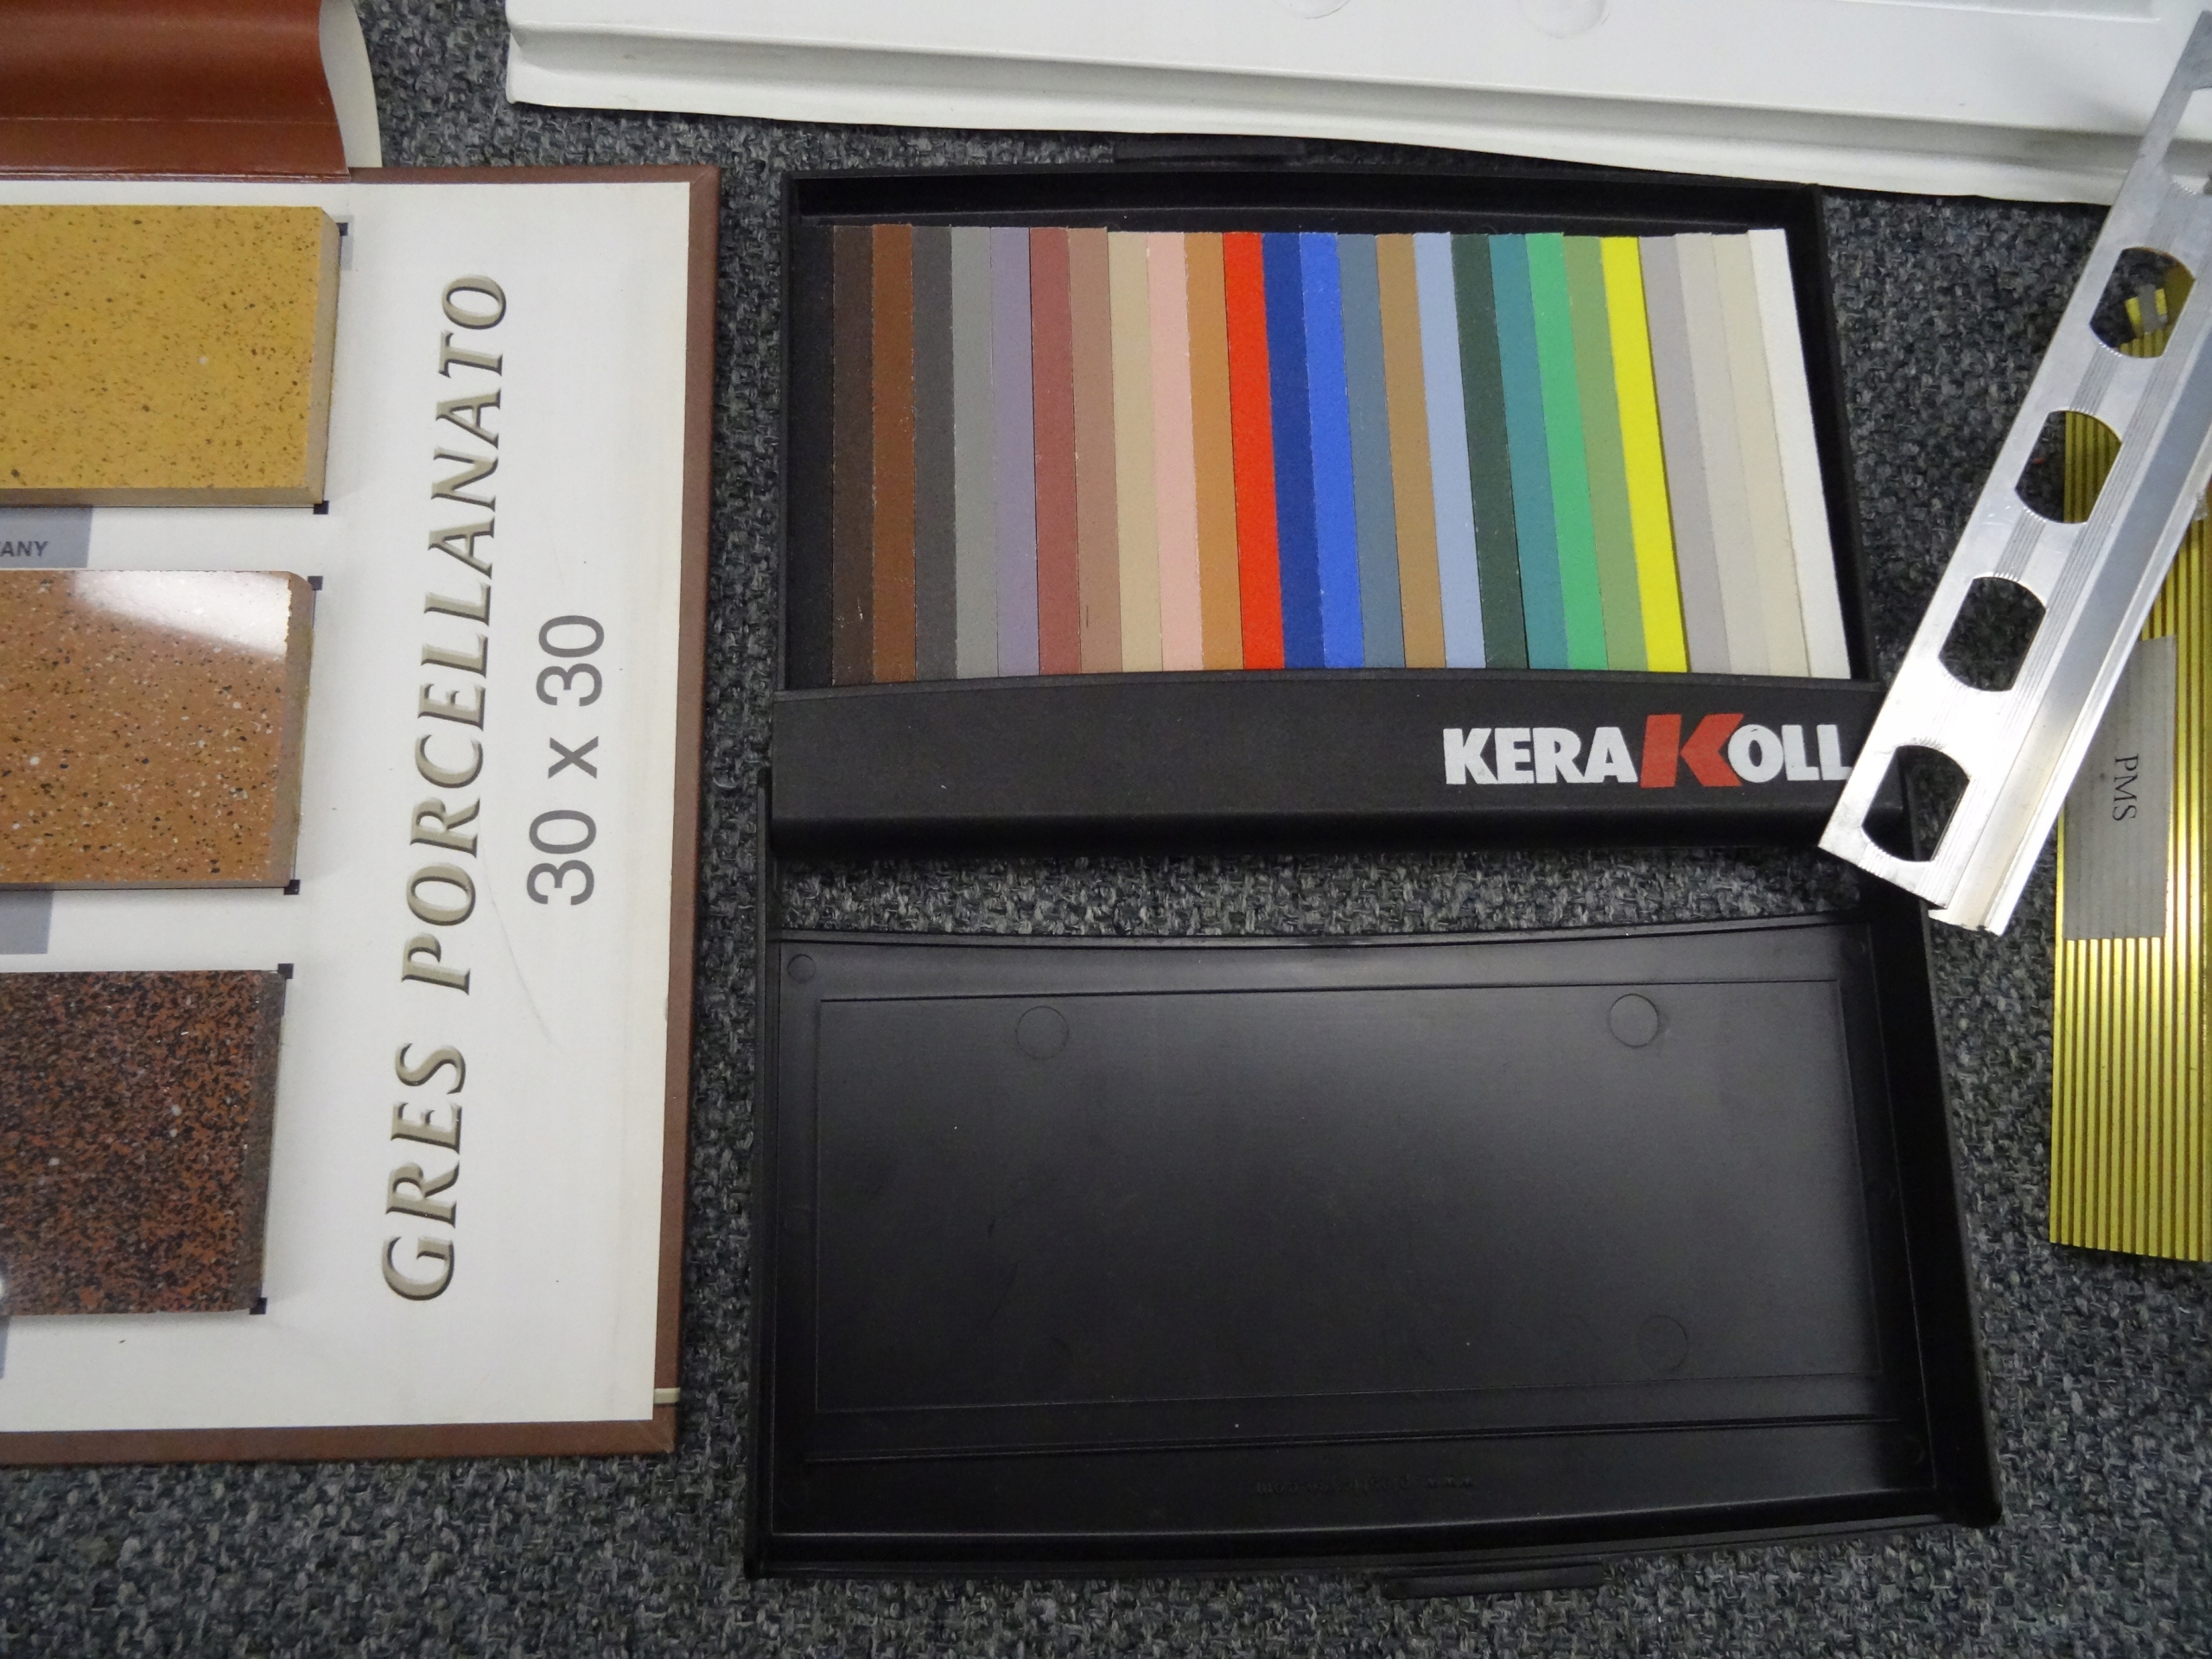 ANY
GRES PORCELLANATO
30 x 30
KERAKOLL
PMS